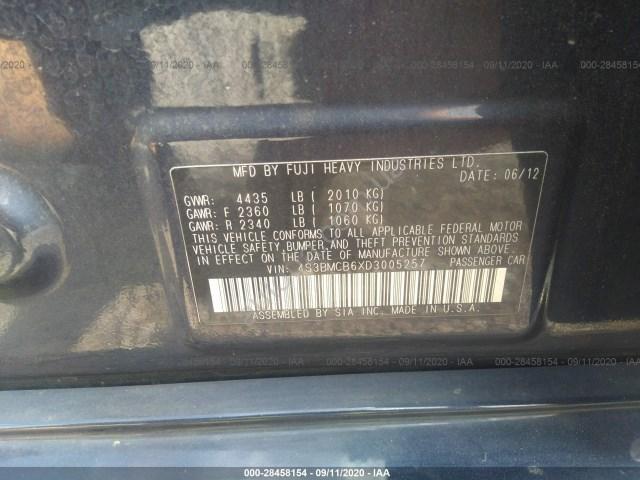 000-28458154 - 09/11/2020 - IAA
MFD BY FUJI HEAVY INDUSTRIES LTD.
DATE: 06/12
GVWR: 4435 LB ( 2010 KG)
GAWR: F 2360 LB ( 1070 KG)
GAWR: R 2340 LB ( 1060 KG)
THIS VEHICLE CONFORMS TO ALL APPLICABLE FEDERAL MOTOR
VEHICLE SAFETY,BUMPER,AND THEFT PREVENTION STANDARDS
IN EFFECT ON THE DATE OF MANUFACTURE SHOWN ABOVE.
VIN: 4S3BMCB6XD3005257 PASSENGER CAR
ASSEMBLED BY SIA INC. MADE IN U.S.A.
000-28458154 - 09/11/2020 - IAA